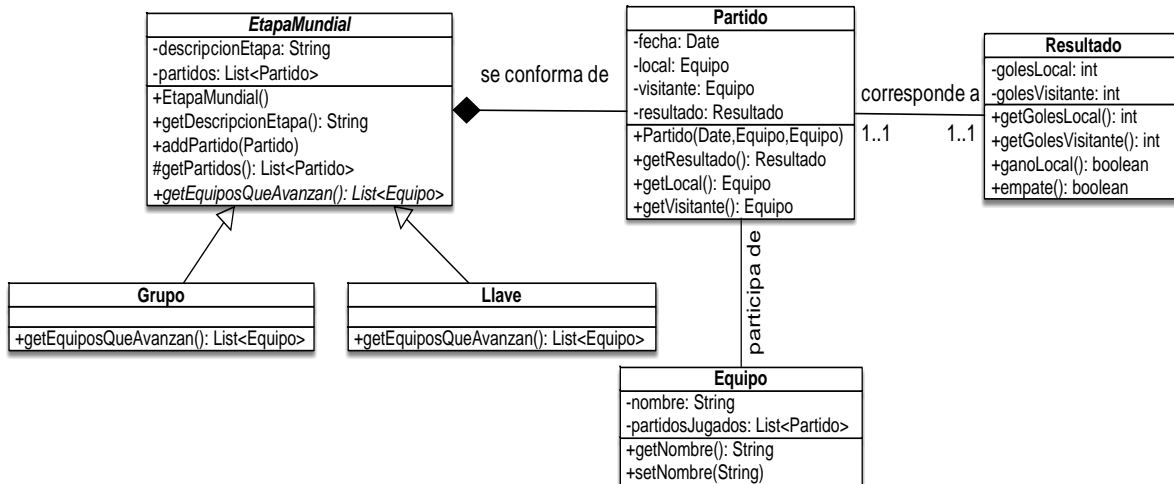 EtapaMundial
-descripcionEtapa: String
-partidos: List<Partido>
+EtapaMundial()
+getDescripcionEtapa(): String
+addPartido(Partido)
#getPartidos(): List<Partido>
+getEquiposQueAvanzan(): List<Equipo>
se conforma de
Partido
-fecha: Date
-local: Equipo
-visitante: Equipo
-resultado: Resultado
+Partido(Date,Equipo,Equipo)
+getResultado(): Resultado
+getLocal(): Equipo
+getVisitante(): Equipo
corresponde a
1..1
1..1
Resultado
-golesLocal: int
-golesVisitante: int
+getGolesLocal(): int
+getGolesVisitante(): int
+ganoLocal(): boolean
+empate(): boolean
Grupo
+getEquiposQueAvanzan(): List<Equipo>
Llave
+getEquiposQueAvanzan(): List<Equipo>
participa de
Equipo
-nombre: String
-partidosJugados: List<Partido>
+getNombre(): String
+setNombre(String)